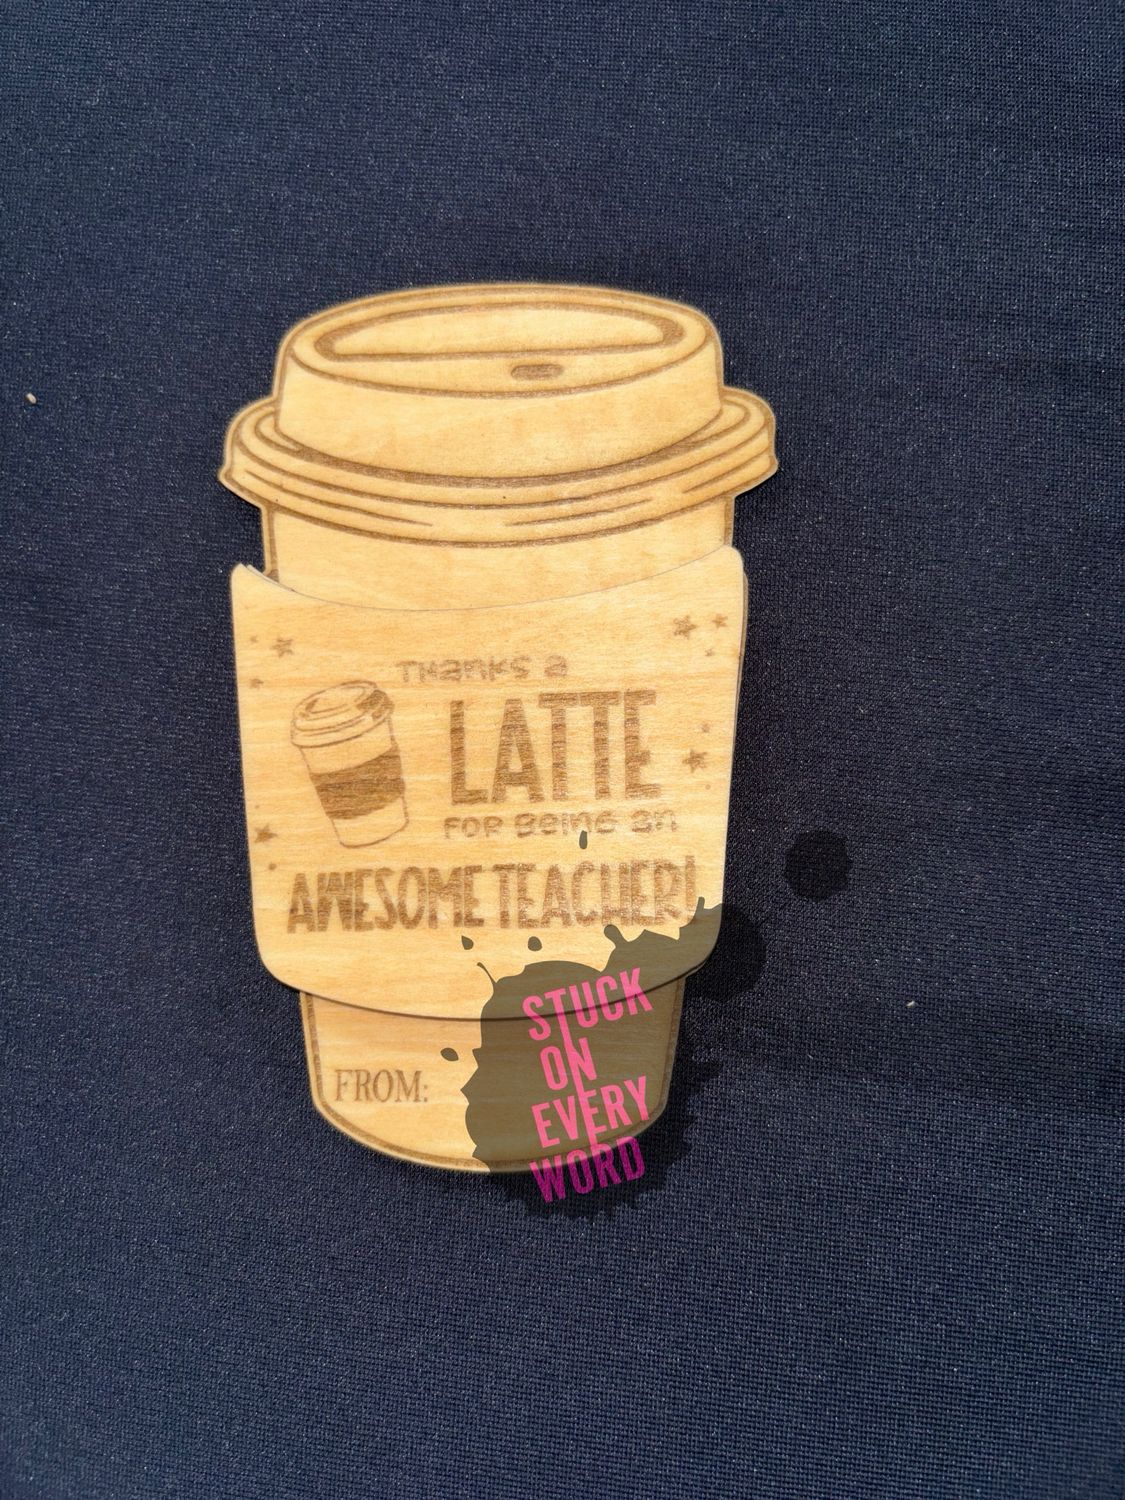 THANKS a
LATTE
FOR BEING AN
AWESOME TEACHER!
FROM:
STUCK
ON
EVERY
WORD